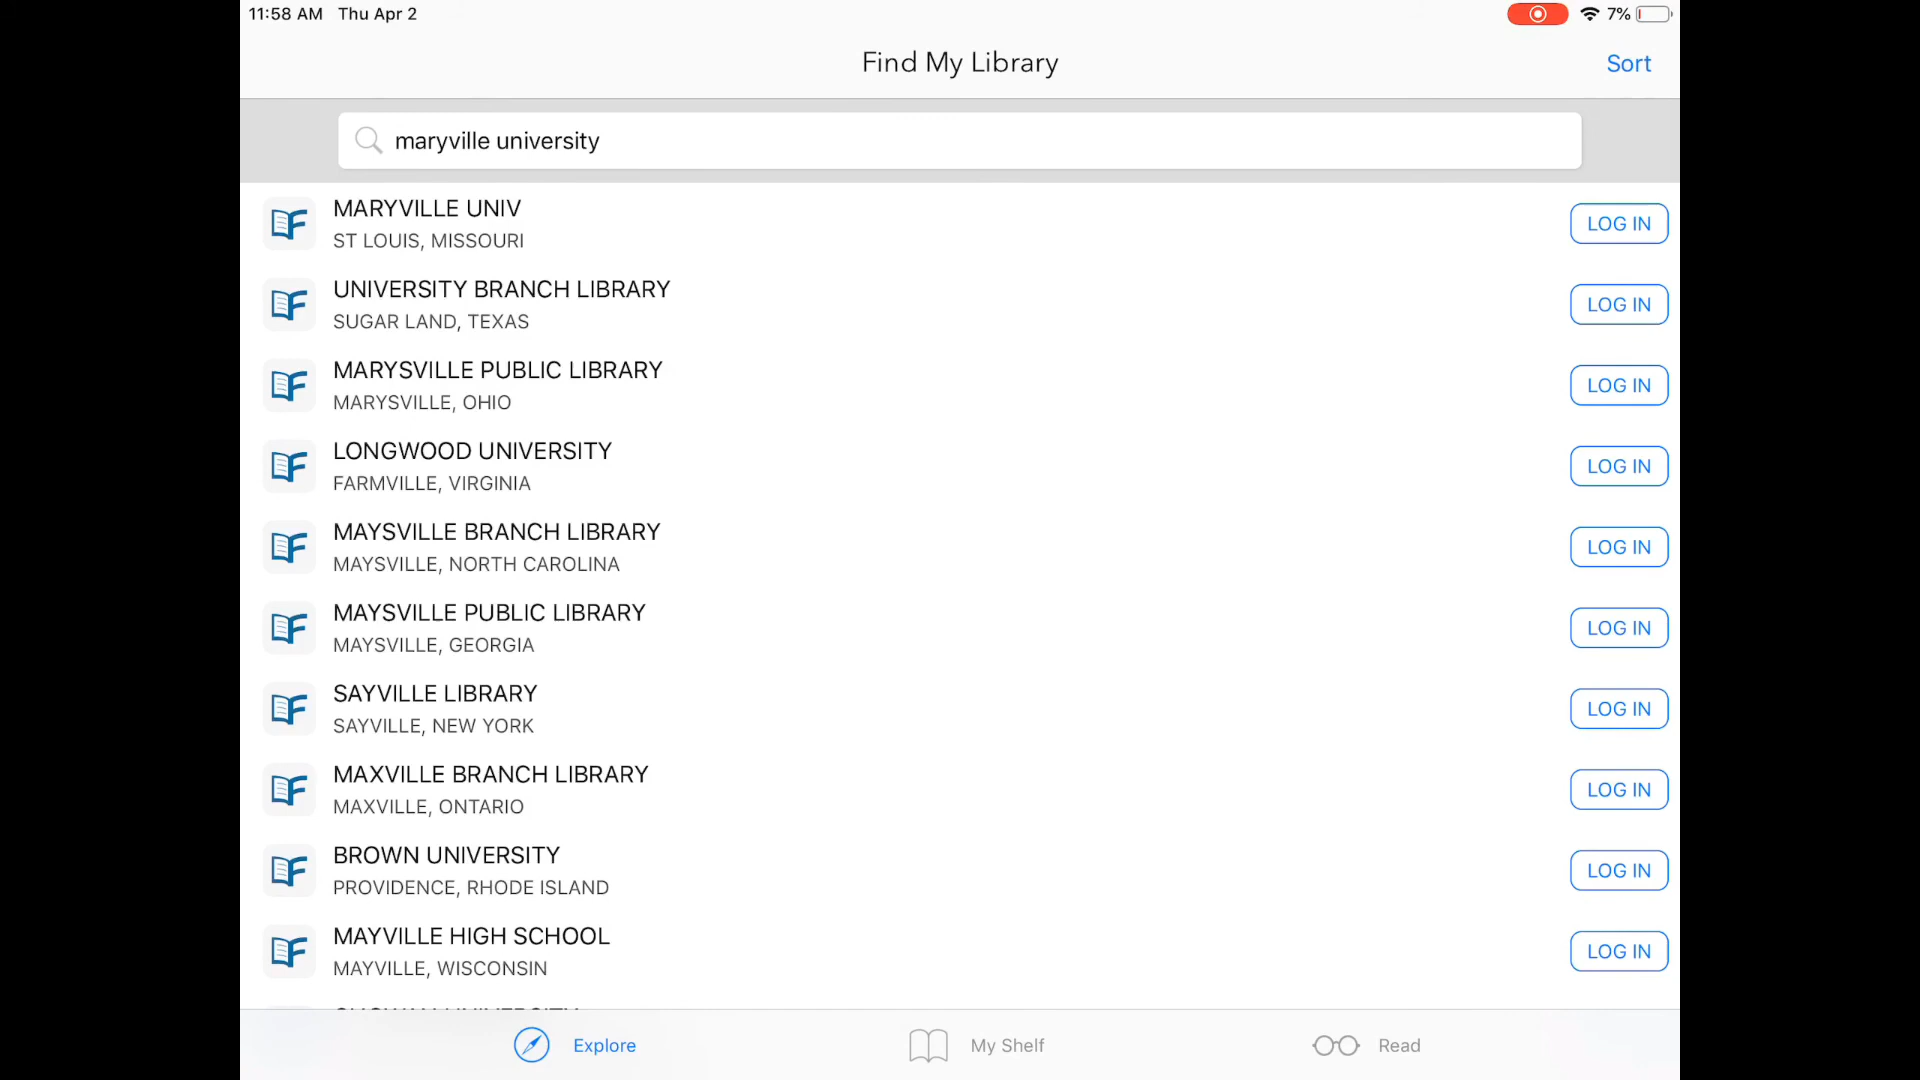 11:58 AM Thu Apr 2
7%
Find My Library
Sort
maryville university
MARYVILLE UNIV
ST LOUIS, MISSOURI
LOG IN
UNIVERSITY BRANCH LIBRARY
SUGAR LAND, TEXAS
LOG IN
MARYSVILLE PUBLIC LIBRARY
MARYSVILLE, OHIO
LOG IN
LONGWOOD UNIVERSITY
FARMVILLE, VIRGINIA
LOG IN
MAYSVILLE BRANCH LIBRARY
MAYSVILLE, NORTH CAROLINA
LOG IN
MAYSVILLE PUBLIC LIBRARY
MAYSVILLE, GEORGIA
LOG IN
SAYVILLE LIBRARY
SAYVILLE, NEW YORK
LOG IN
MAXVILLE BRANCH LIBRARY
MAXVILLE, ONTARIO
LOG IN
BROWN UNIVERSITY
PROVIDENCE, RHODE ISLAND
LOG IN
MAYVILLE HIGH SCHOOL
MAYVILLE, WISCONSIN
LOG IN
Explore
My Shelf
Read